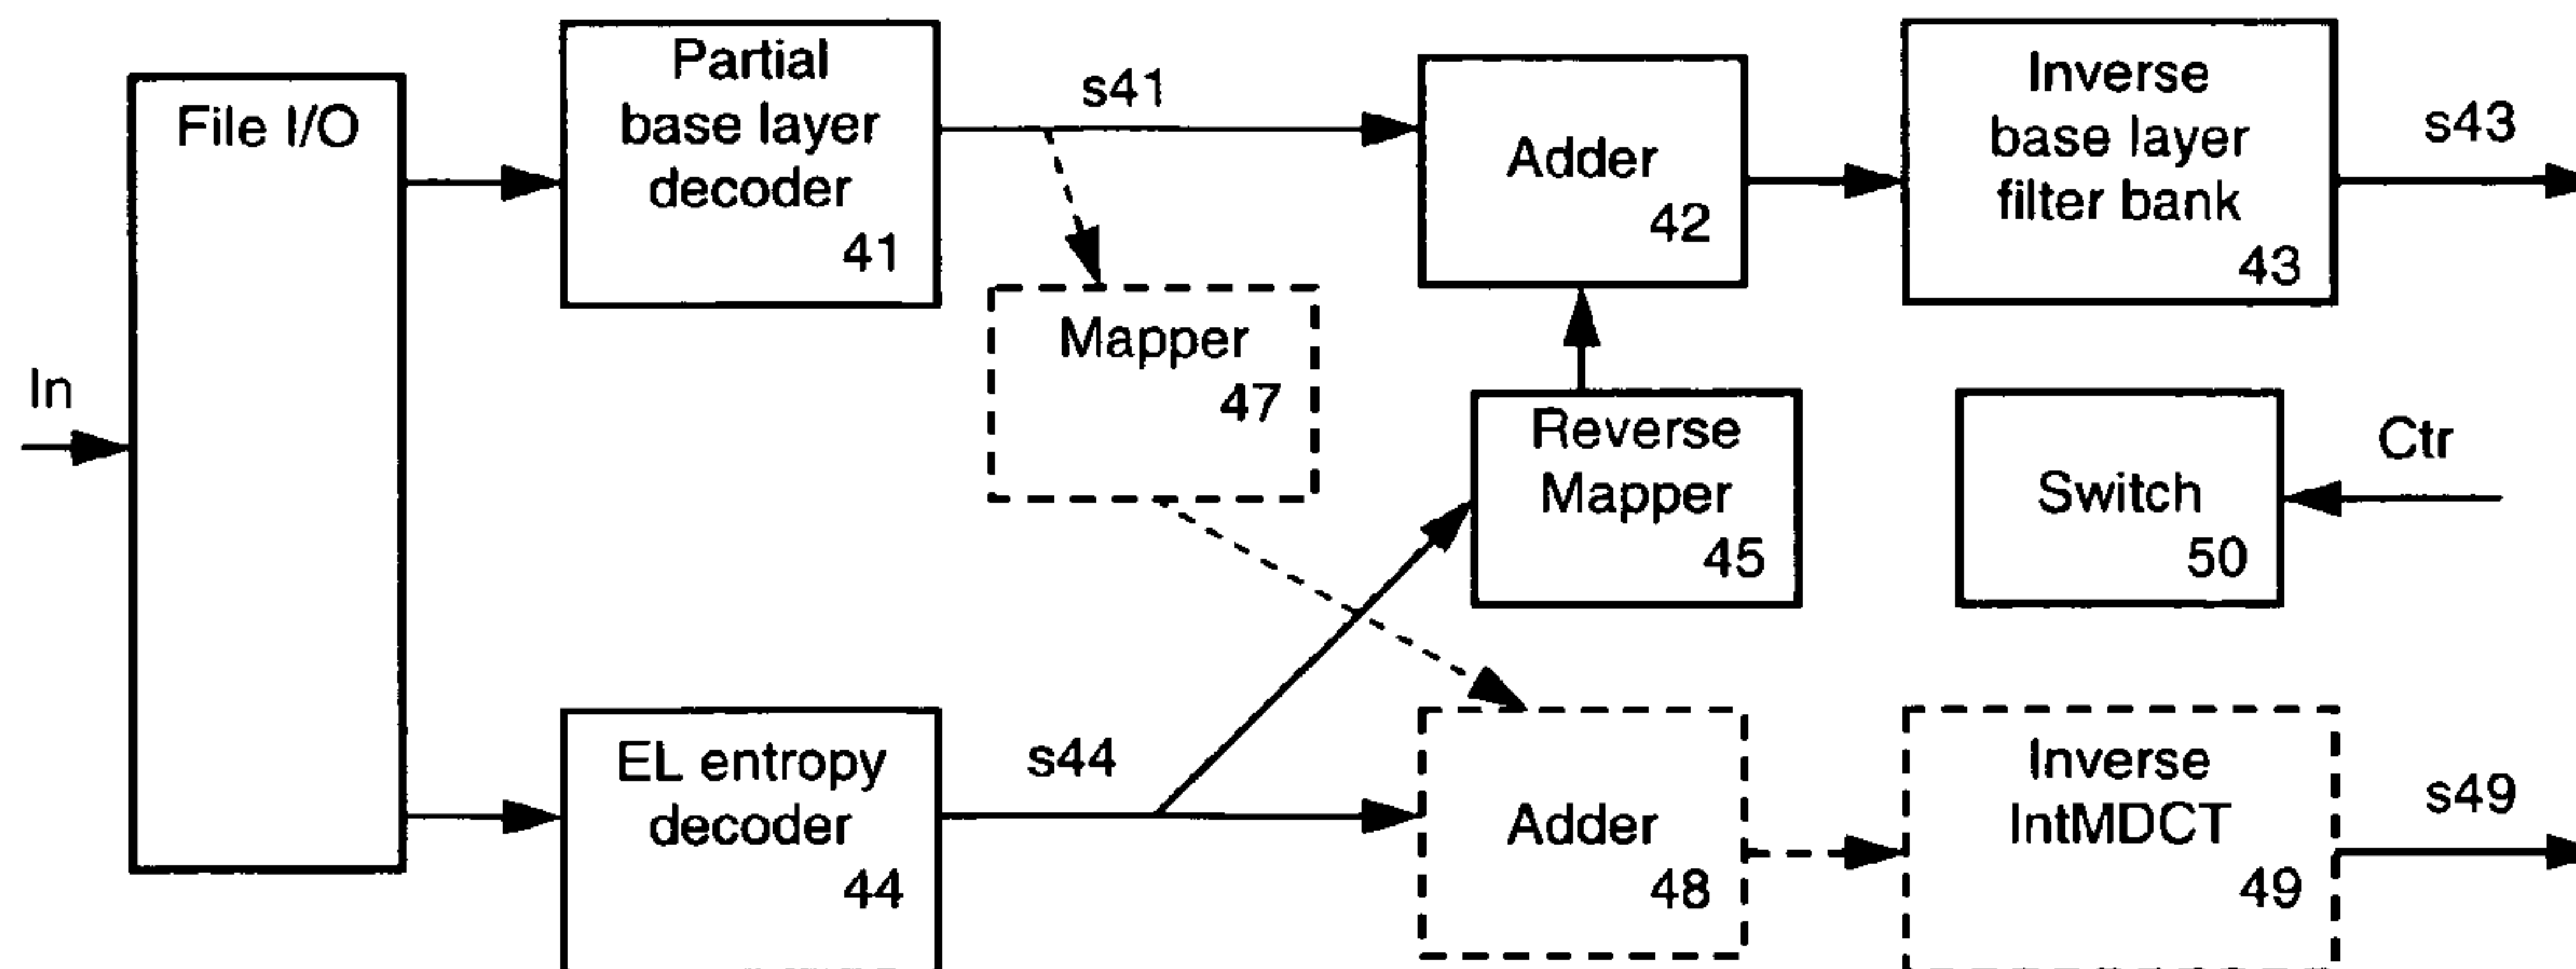 File I/O
In
Partial
base layer
decoder
41
s41
Mapper
47
Adder
42
Inverse
base layer
filter bank
43
s43
Reverse
Mapper
45
Switch
50
Ctr
EL entropy
decoder
44
s44
Adder
48
Inverse
IntMDCT
49
s49